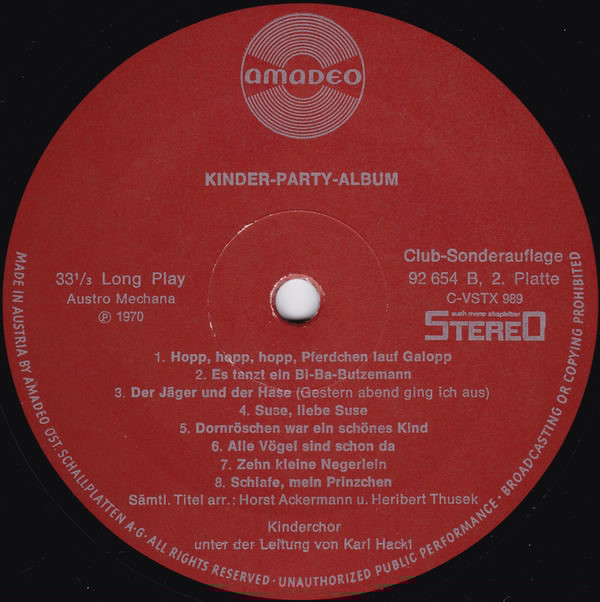 AMADEO
KINDER-PARTY-ALBUM
33 1/3 Long Play
Austro Mechana
℗ 1970
Club-Sonderauflage
92 654 B, 2. Platte
C-VSTX 989
auch mono abspielbar
STEREO
1. Hopp, hopp, hopp, Pferdchen lauf Galopp
2. Es tanzt ein Bi-Ba-Butzemann
3. Der Jäger und der Hase (Gestern abend ging ich aus)
4. Suse, liebe Suse
5. Dornröschen war ein schönes Kind
6. Alle Vögel sind schon da
7. Zehn kleine Negerlein
8. Schlafe, mein Prinzchen
Sämtl. Titel arr.: Horst Ackermann u. Heribert Thusek
Kinderchor
unter der Leitung von Karl Hackl
MADE IN AUSTRIA BY AMADEO ÖST. SCHALLPLATTEN A·G· ALL RIGHTS RESERVED · UNAUTHORIZED PUBLIC PERFORMANCE · BROADCASTING OR COPYING PROHIBITED